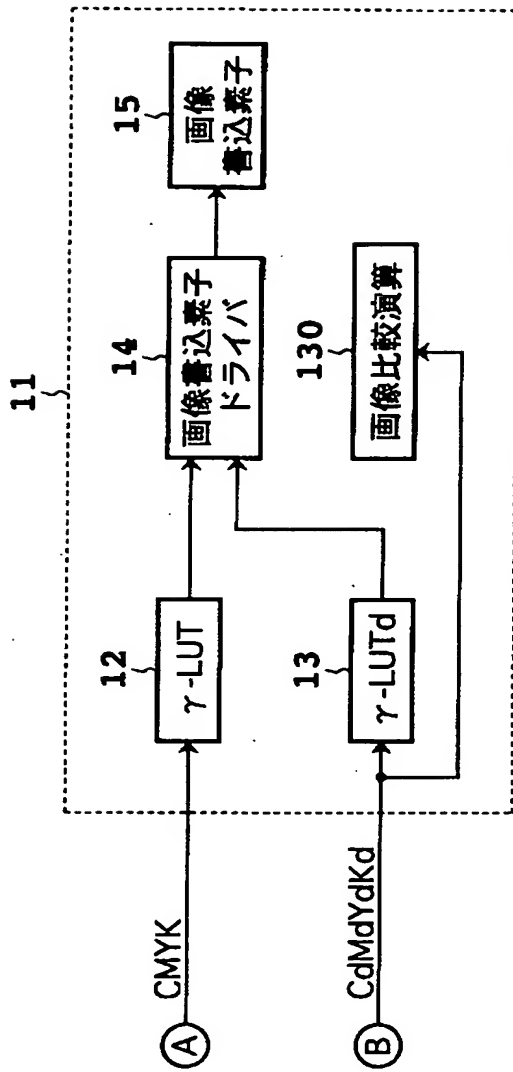 11
15
画像
書込素子
14
画像書込素子
ドライバ
130
画像比較演算
12
γ-LUT
13
γ-LUTd
CMYK
A
CdMdYdKd
B